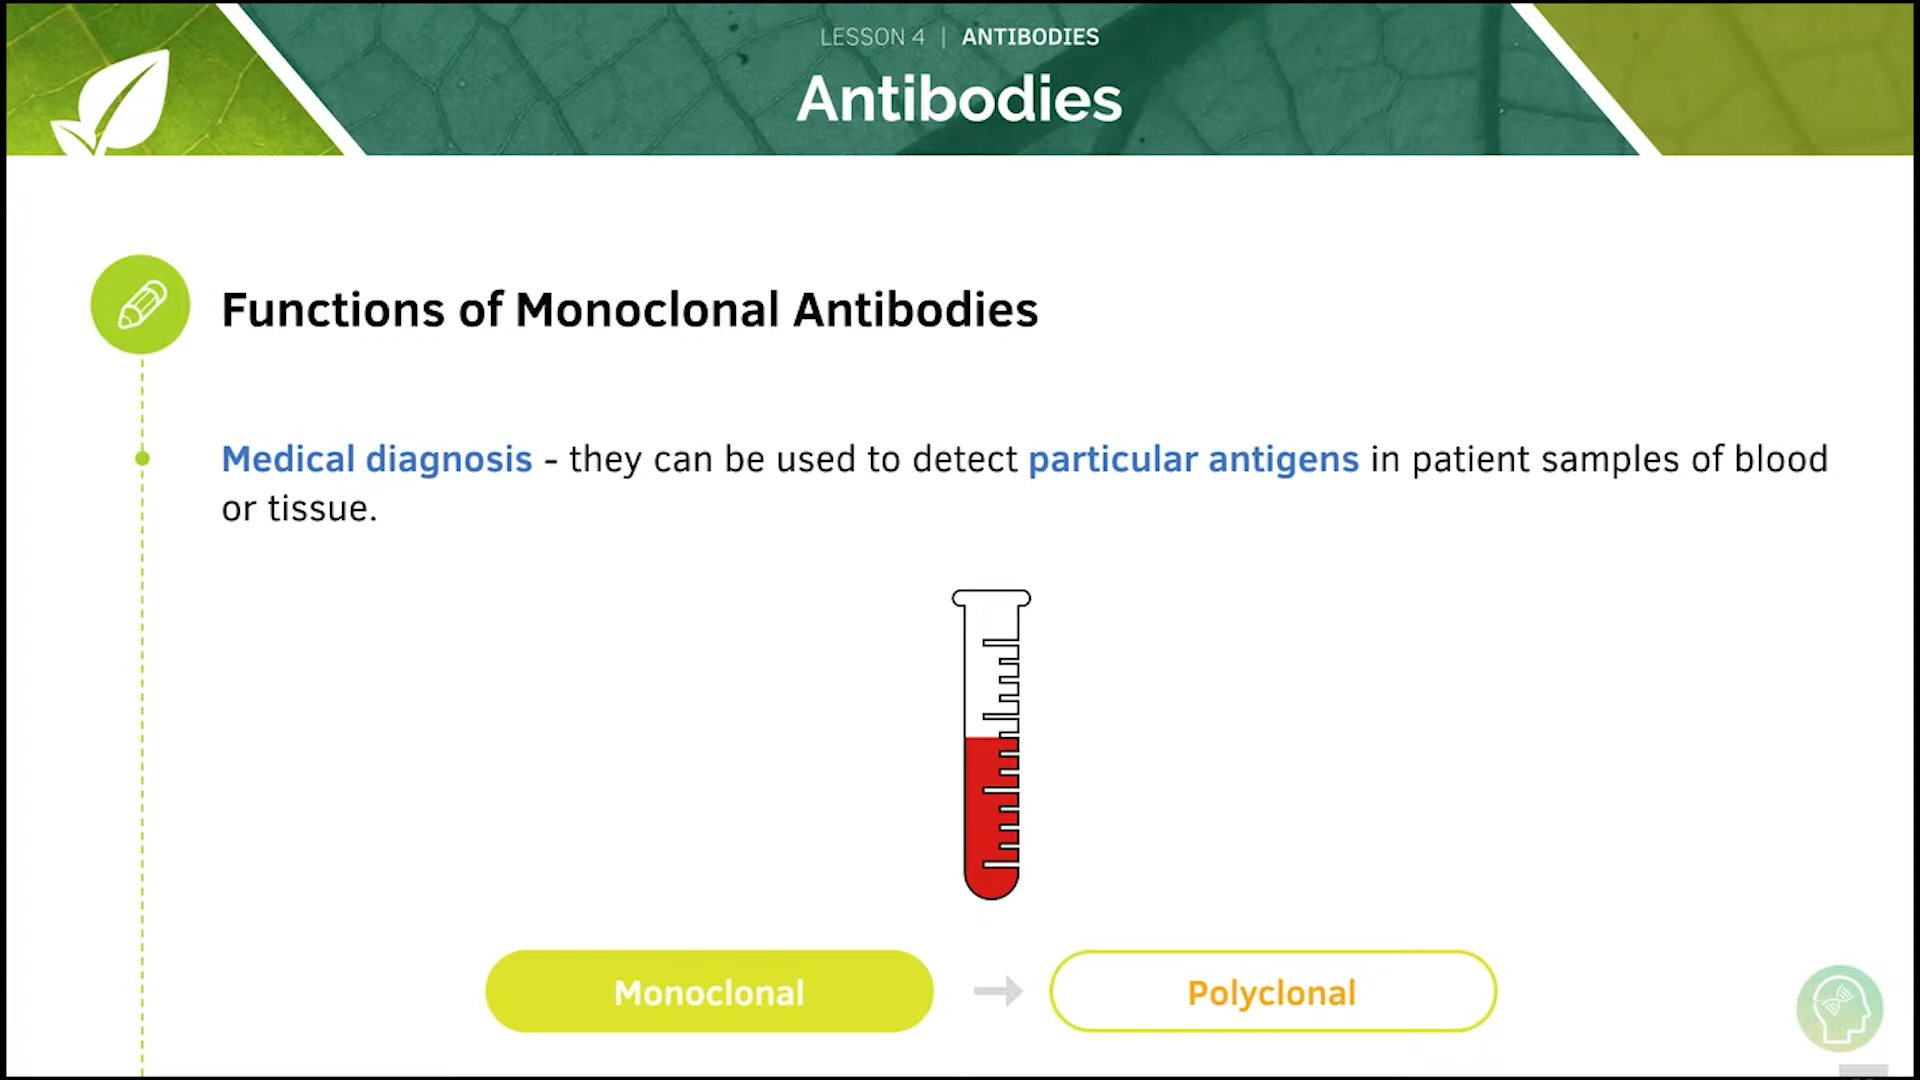 LESSON 4 | ANTIBODIES
Antibodies
Functions of Monoclonal Antibodies
Medical diagnosis - they can be used to detect particular antigens in patient samples of blood
or tissue.
Monoclonal
Polyclonal